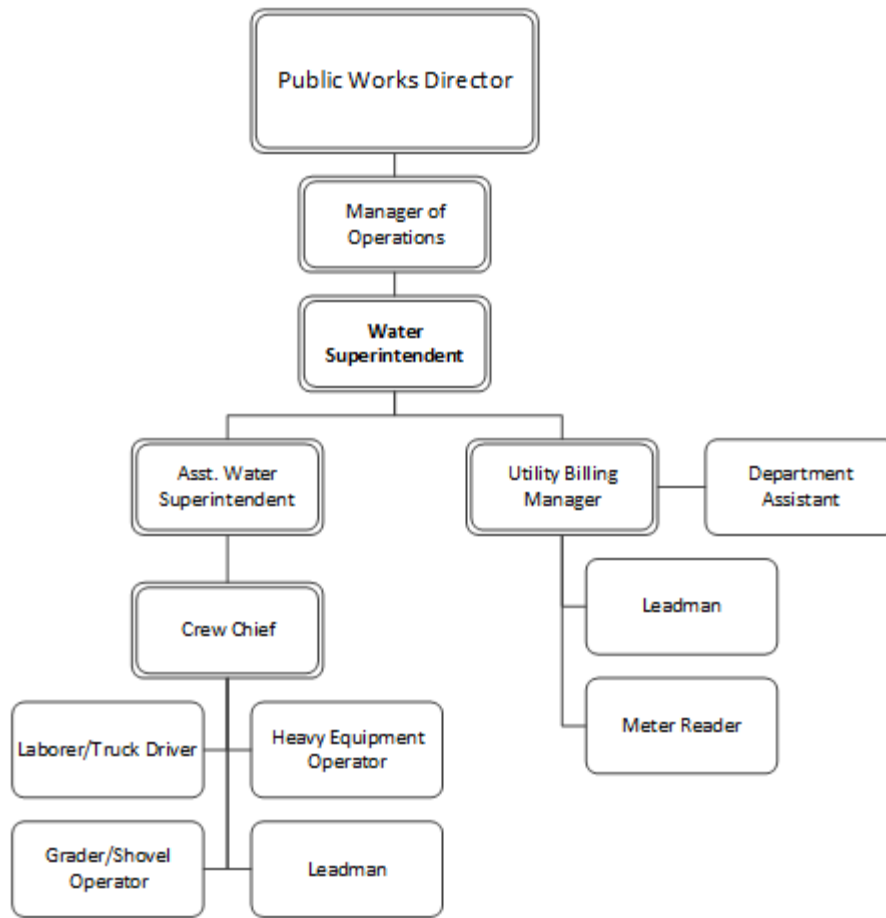 Public Works Director
Manager of
Operations
Water
Superintendent
Asst. Water
Superintendent
Utility Billing
Manager
Department
Assistant
Crew Chief
Leadman
Laborer/Truck Driver
Heavy Equipment
Operator
Meter Reader
Grader/Shovel
Operator
Leadman